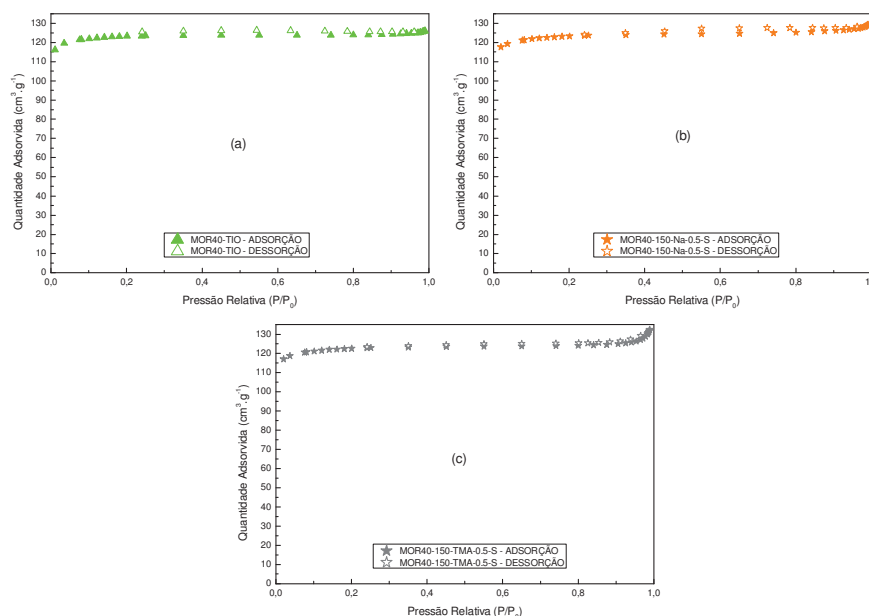 130
120
110
100
90
80
70
60
50
40
30
20
10
0
Quantidade Adsorvida (cm³.g⁻¹)
(a)
MOR40-TIO - ADSORÇÃO
MOR40-TIO - DESSORÇÃO
0,0 0,2 0,4 0,6 0,8 1,0
Pressão Relativa (P/P₀)
130
120
110
100
90
80
70
60
50
40
30
20
10
0
Quantidade Adsorvida (cm³.g⁻¹)
(b)
MOR40-150-Na-0.5-S - ADSORÇÃO
MOR40-150-Na-0.5-S - DESSORÇÃO
0,0 0,2 0,4 0,6 0,8 1,0
Pressão Relativa (P/P₀)
130
120
110
100
90
80
70
60
50
40
30
20
10
0
Quantidade Adsorvida (cm³.g⁻¹)
(c)
MOR40-150-TMA-0.5-S - ADSORÇÃO
MOR40-150-TMA-0.5-S - DESSORÇÃO
0,0 0,2 0,4 0,6 0,8 1,0
Pressão Relativa (P/P₀)